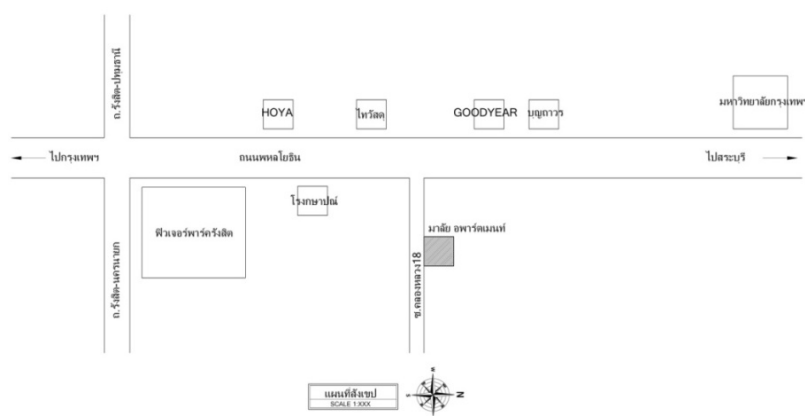 ถ.รังสิต-ปทุมธานี
HOYA
ไทวัสดุ
GOODYEAR
บุญถาวร
มหาวิทยาลัยกรุงเทพฯ
ไปกรุงเทพฯ
ถนนพหลโยธิน
ไปสระบุรี
ฟิวเจอร์พาร์ครังสิต
โรงกษาปณ์
มาลัย อพาร์ตเมนท์
ถ.รังสิต-นครนายก
ซ.คลองหลวง18
แผนที่สังเขป
SCALE 1:XXX
N